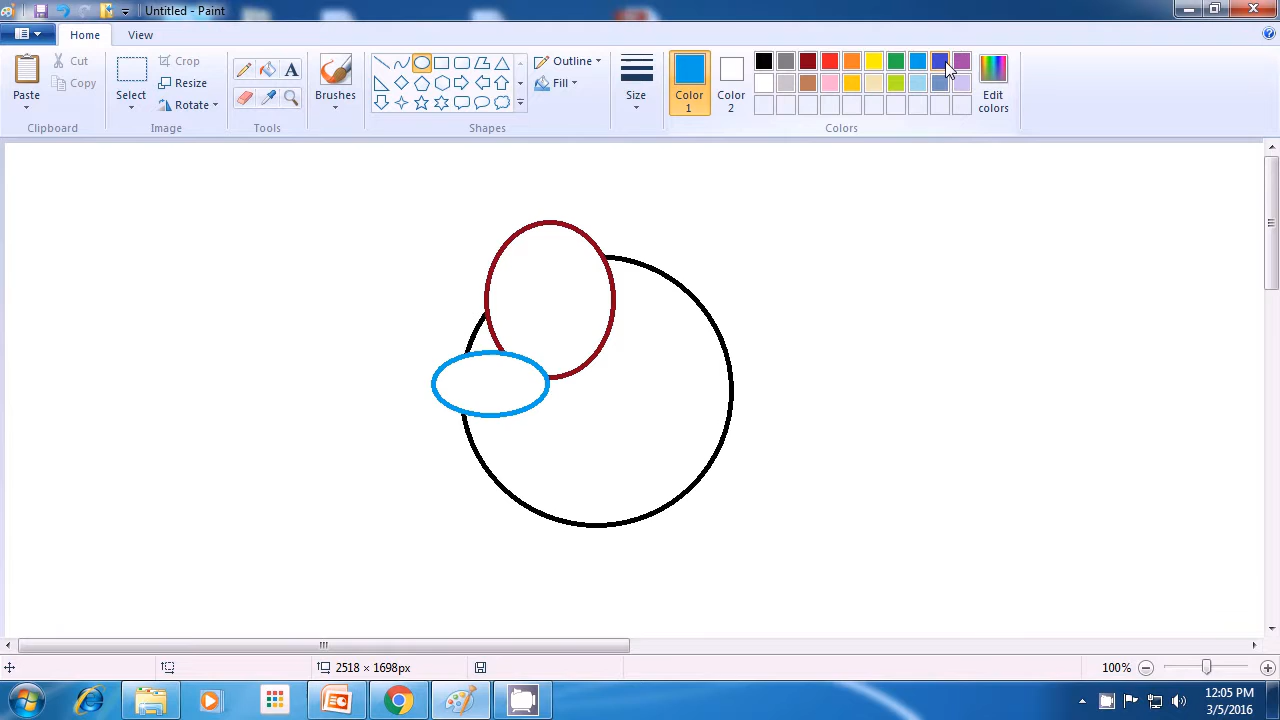 Untitled - Paint
Home
View
Paste
Cut
Copy
Clipboard
Select
Crop
Resize
Rotate
Image
A
Tools
Brushes
Outline
Fill
Shapes
Size
Color
1
Color
2
Edit
colors
Colors
2518 × 1698px
100%
12:05 PM
3/5/2016